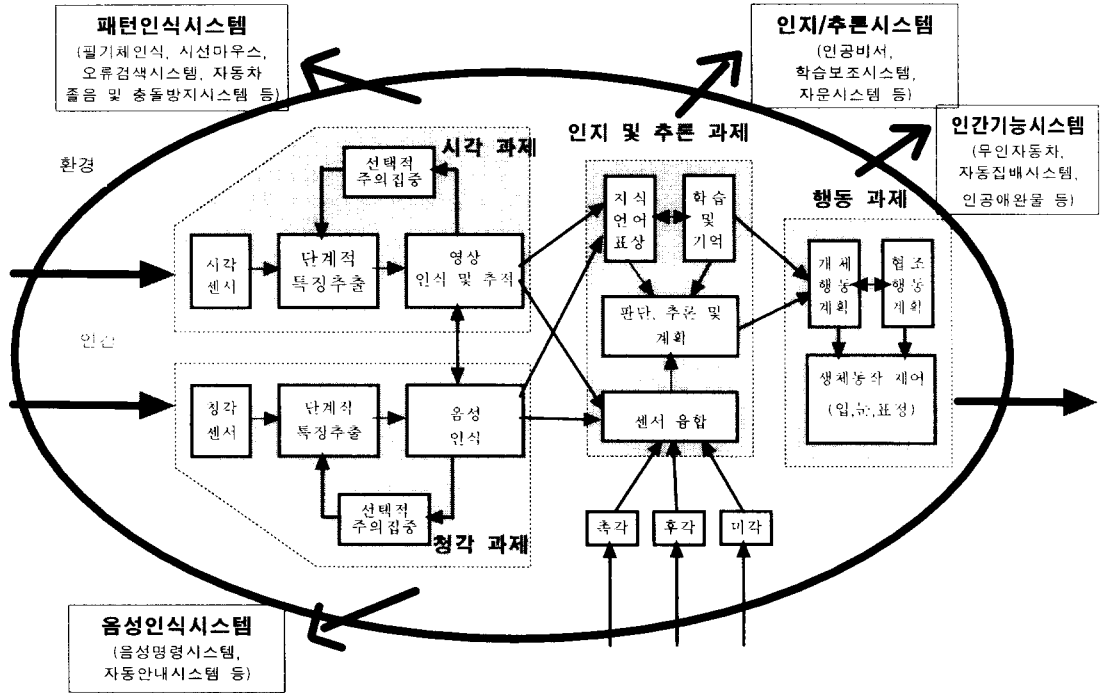 패턴인식시스템
(필기체인식, 시선마우스,
오류검색시스템, 자동차
졸음 및 충돌방지시스템 등)
인지/추론시스템
(인공비서,
학습보조시스템,
자문시스템 등)
인간기능시스템
(무인자동차,
자동집배시스템,
인공애완물 등)
환경
인간
시각 과제
선택적
주의집중
시각
센서
단계적
특징추출
영상
인식 및 추적
청각
센서
단계적
특징추출
음성
인식
선택적
주의집중
청각 과제
인지 및 추론 과제
지식
언어
표상
학습
및
기억
판단, 추론 및
계획
센서 융합
촉각
후각
미각
행동 과제
개체
행동
계획
협조
행동
계획
생체동작 제어
(입,눈,표정)
음성인식시스템
(음성명령시스템,
자동안내시스템 등)